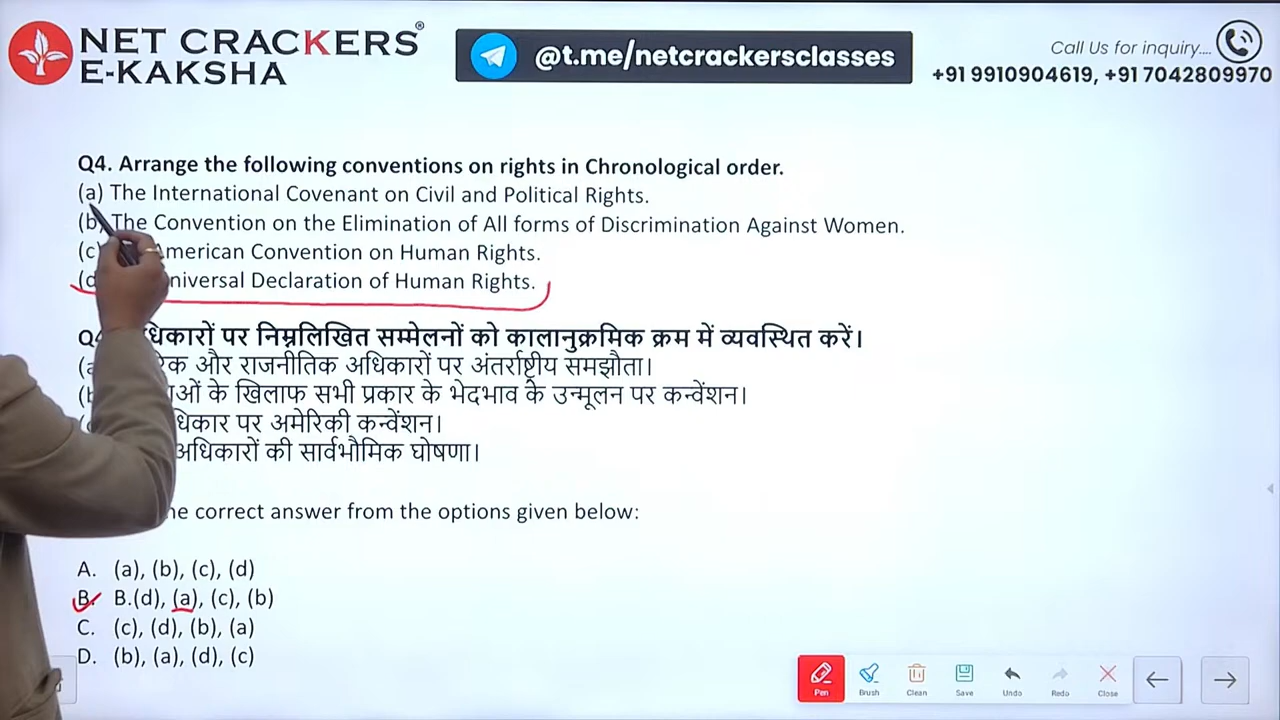 NET CRACKERS®
E-KAKSHA
@t.me/netcrackersclasses
Call Us for inquiry....
+91 9910904619, +91 7042809970
Q4. Arrange the following conventions on rights in Chronological order.
(a) The International Covenant on Civil and Political Rights.
(b) The Convention on the Elimination of All forms of Discrimination Against Women.
(c) American Convention on Human Rights.
(d Declaration of Human Rights.
पर निम्नलिखित सम्मेलनों को कालानुक्रमिक क्रम में व्यवस्थित करें।
और राजनीतिक अधिकारों पर अंतर्राष्ट्रीय समझौता।
के खिलाफ सभी प्रकार के भेदभाव के उन्मूलन पर कन्वेंशन।
पर अमेरिकी कन्वेंशन।
अधिकारों की सार्वभौमिक घोषणा।
correct answer from the options given below:
A. (a), (b), (c), (d)
B. B.(d), (a), (c), (b)
C. (c), (d), (b), (a)
D. (b), (a), (d), (c)
Pen Brush Clean Save Undo Redo Close